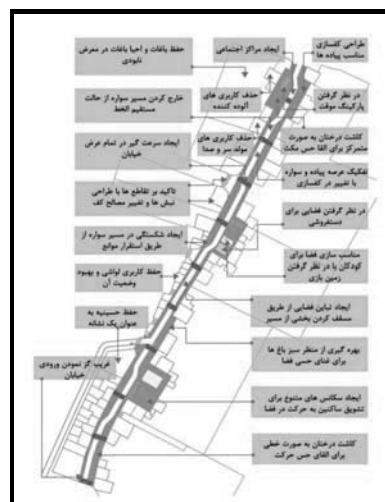 طراحی کفسازی
مناسب پیاده ها
ایجاد مراکز اجتماعی
حفظ باغات و احیا باغات در معرض
نابودی
در نظر گرفتن
پارکینگ موقت
حذف کاربری های
آلوده کننده
خارج کردن مسیر سواره از حالت
مستقیم الخط
کاشت درختان به صورت
متمرکز برای القا حس مکث
حذف کاربری های
مولد سر و صدا
ایجاد سرعت گیر در تمام عرض
خیابان
تفکیک عرصه پیاده و سواره
با تغییر در کفسازی
تاکید بر تقاطع ها با طراحی
نبش ها و تغییر مصالح کف
در نظر گرفتن فضایی برای
دستفروشی
ایجاد شکستگی در مسیر سواره از
طریق استقرار موانع
مناسب سازی فضا برای
کودکان با در نظر گرفتن
زمین بازی
حفظ کاربری لواشی و بهبود
وضعیت آن
ایجاد تباین فضایی از طریق
مسقف کردن بخشی از مسیر
حفظ حسینیه به
عنوان یک نشانه
بهره گیری از منظر سبز باغ ها
برای غنای حسی فضا
غریب گز نمودن ورودی
خیابان
ایجاد سکانس های متنوع برای
تشویق ساکنین به حرکت در فضا
کاشت درختان به صورت خطی
برای القای حس حرکت